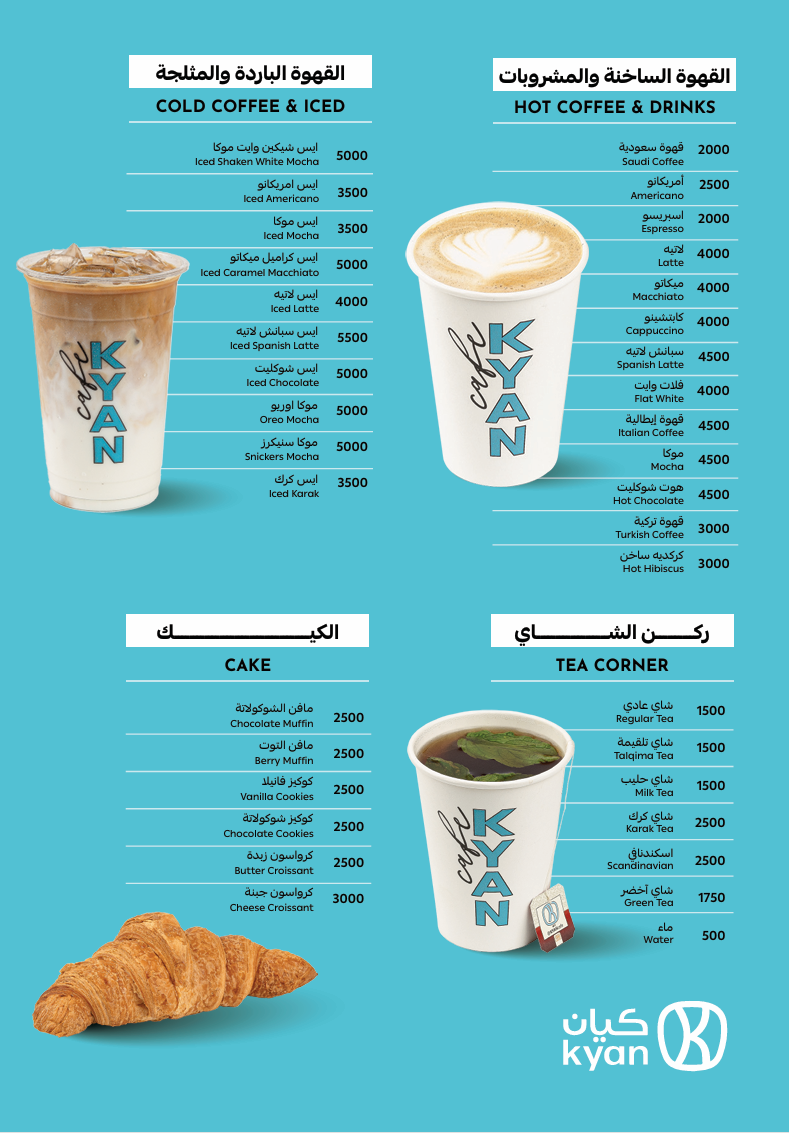 القهوة الباردة والمثلجة
COLD COFFEE & ICED
ايس شيكين وايت موكا
Iced Shaken White Mocha 5000
ايس امريكانو
Iced Americano 3500
ايس موكا
Iced Mocha 3500
ايس كراميل ميكاتو
Iced Caramel Macchiato 5000
ايس لاتيه
Iced Latte 4000
ايس سبانش لاتيه
Iced Spanish Latte 5500
ايس شوكليت
Iced Chocolate 5000
موكا اوريو
Oreo Mocha 5000
موكا سنيكرز
Snickers Mocha 5000
ايس كرك
Iced Karak 3500
cafe
KYAN
القهوة الساخنة والمشروبات
HOT COFFEE & DRINKS
قهوة سعودية
Saudi Coffee 2000
أمريكانو
Americano 2500
اسبريسو
Espresso 2000
لاتيه
Latte 4000
ميكاتو
Macchiato 4000
كابتشينو
Cappuccino 4000
سبانش لاتيه
Spanish Latte 4500
فلات وايت
Flat White 4000
قهوة إيطالية
Italian Coffee 4500
موكا
Mocha 4500
هوت شوكليت
Hot Chocolate 4500
قهوة تركية
Turkish Coffee 3000
كركديه ساخن
Hot Hibiscus 3000
cafe
KYAN
الكيـــــك
CAKE
مافن الشوكولاتة
Chocolate Muffin 2500
مافن التوت
Berry Muffin 2500
كوكيز فانيلا
Vanilla Cookies 2500
كوكيز شوكولاتة
Chocolate Cookies 2500
كرواسون زبدة
Butter Croissant 2500
كرواسون جبنة
Cheese Croissant 3000
ركـــن الشـــــاي
TEA CORNER
شاي عادي
Regular Tea 1500
شاي تلقيمة
Talqima Tea 1500
شاي حليب
Milk Tea 1500
شاي كرك
Karak Tea 2500
اسكندنافي
Scandinavian 2500
شاي أخضر
Green Tea 1750
ماء
Water 500
cafe
KYAN
كيان
kyan